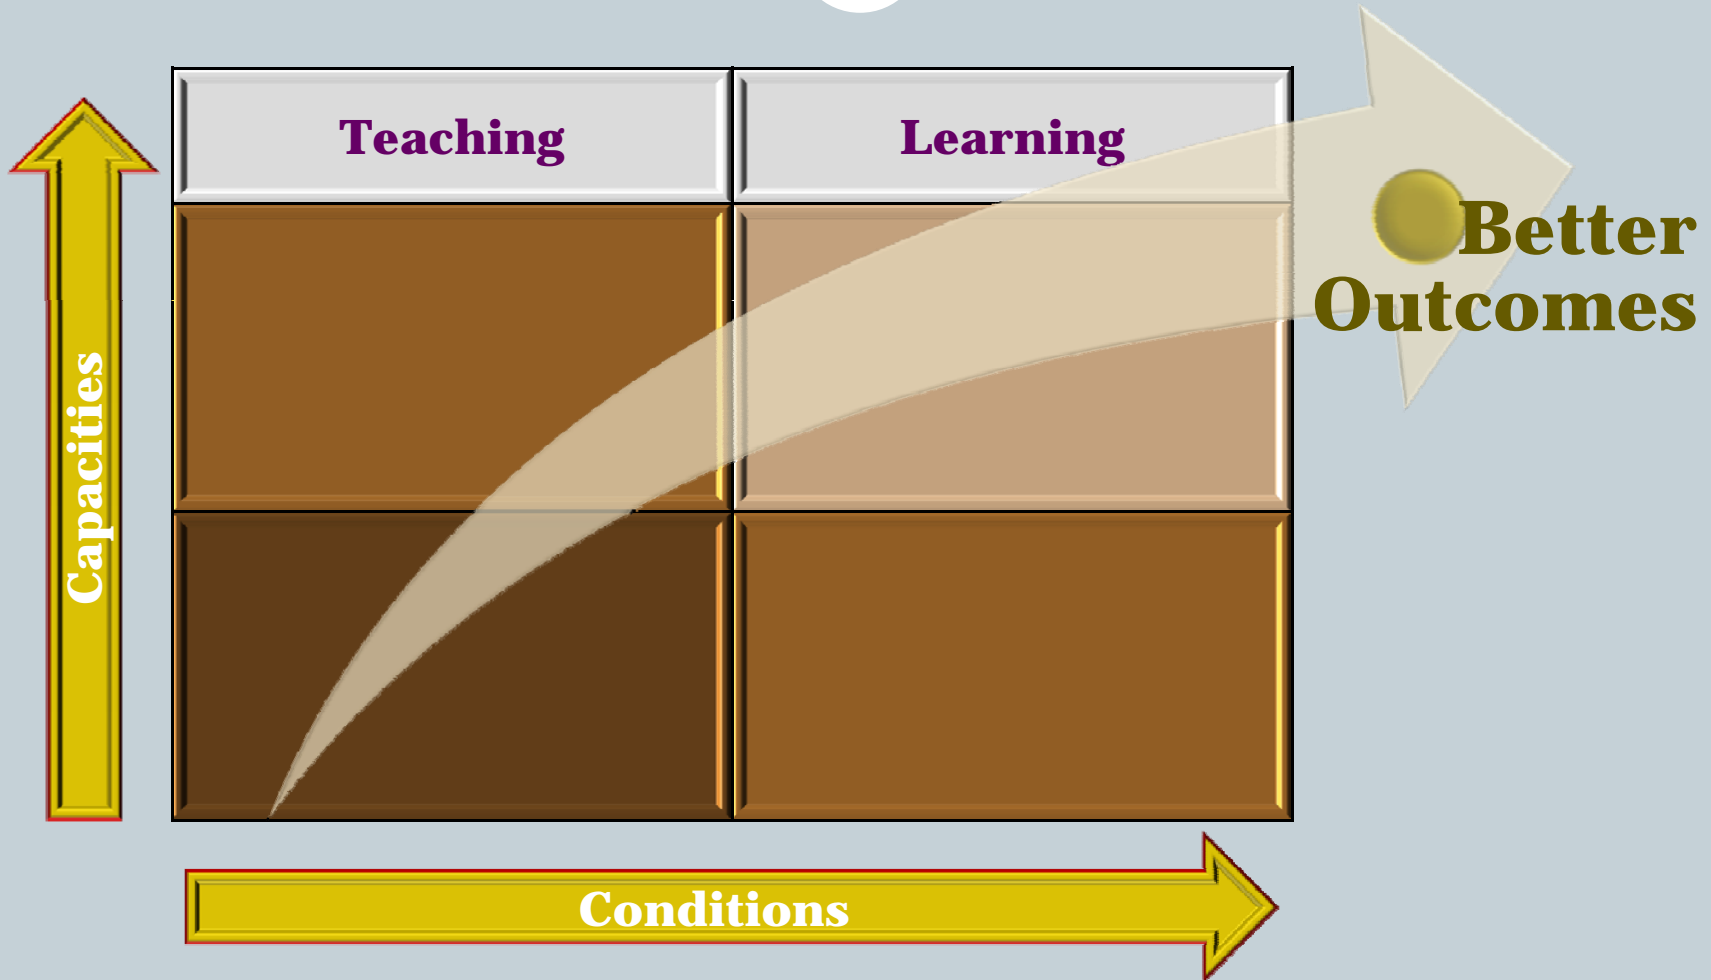 Teaching
Learning
Better
Outcomes
Capacities
Conditions